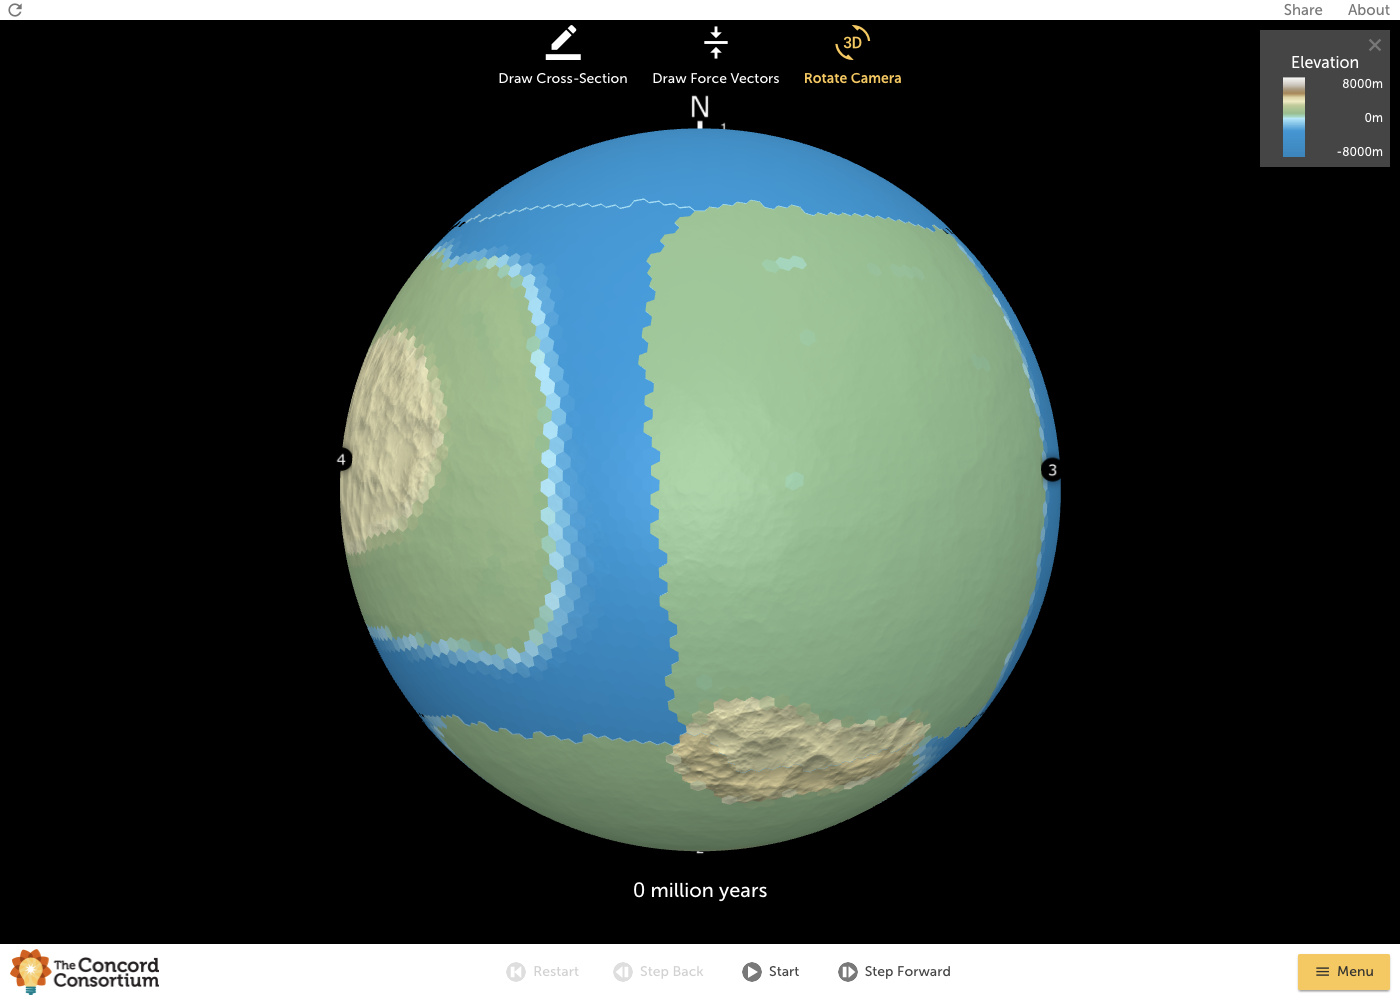 Share About
Draw Cross-Section Draw Force Vectors 3D Rotate Camera
Elevation
8000m
0m
-8000m
N
1
4
3
0 million years
The Concord
Consortium
Restart Step Back Start Step Forward Menu